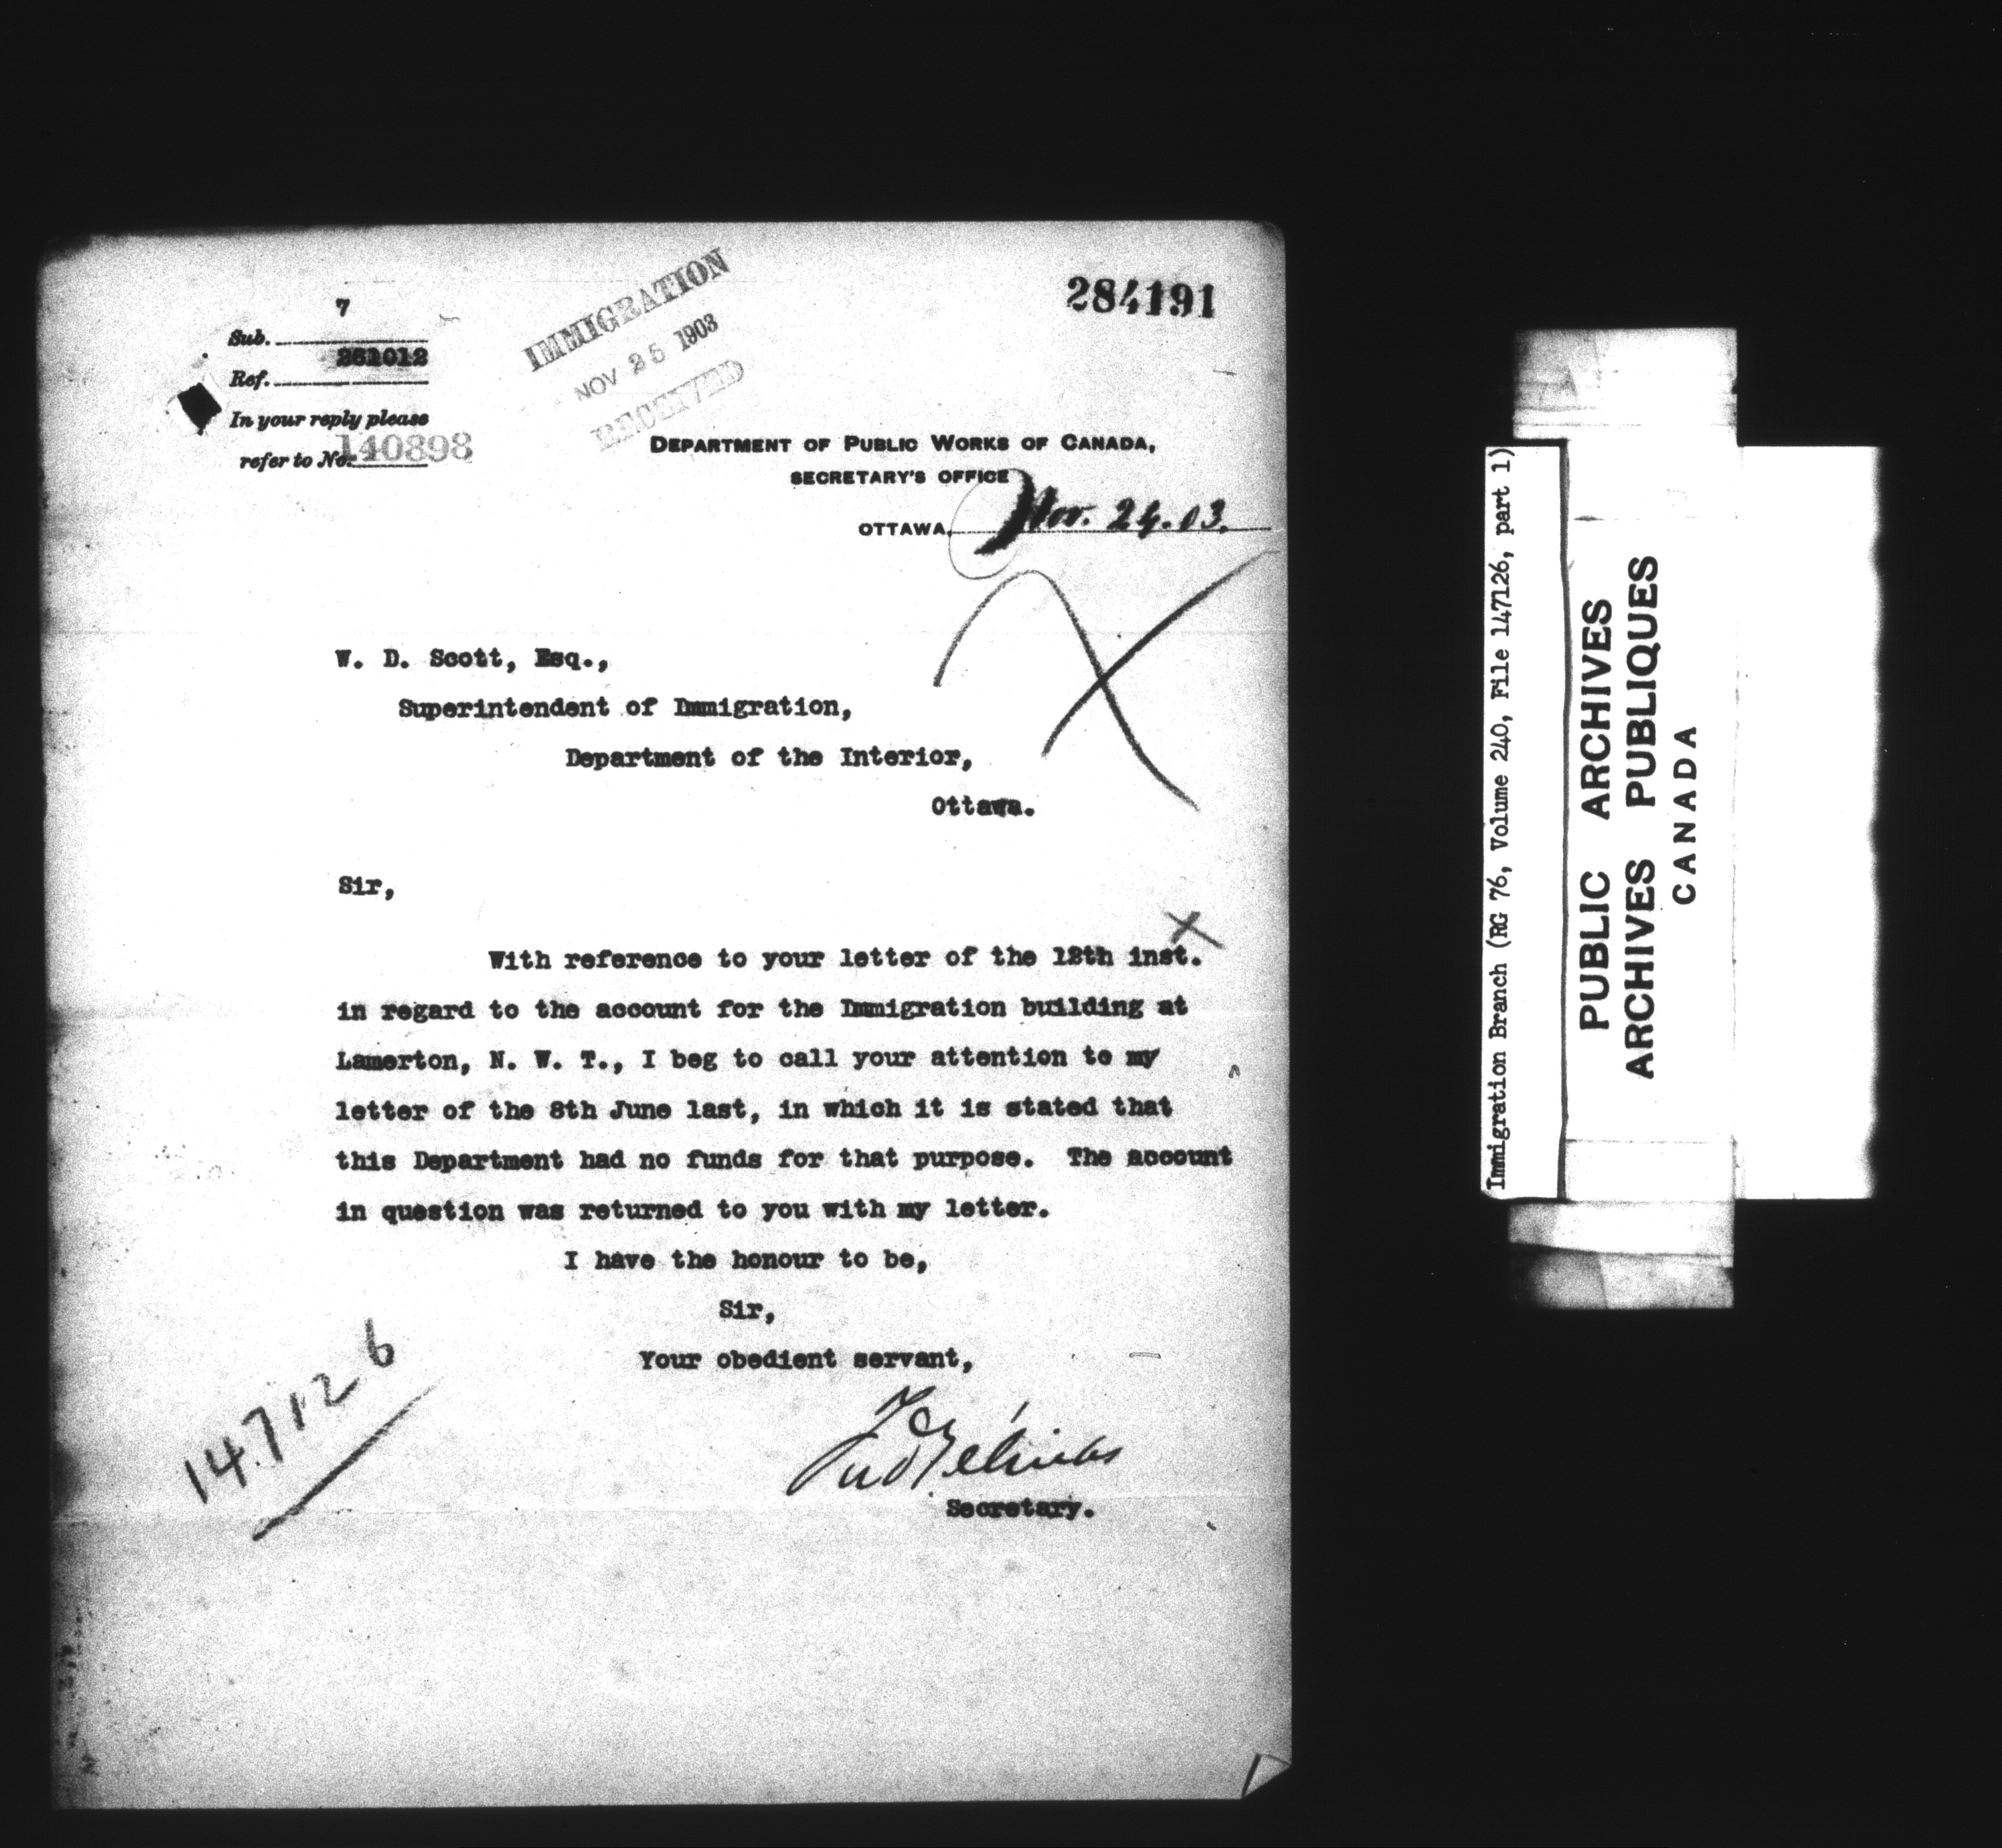 284191
7
Sub.
261012
Ref.
In your reply please
refer to No. 140898
IMMIGRATION
NOV 25 1903
RECEIVED
DEPARTMENT OF PUBLIC WORKS OF CANADA,
SECRETARY'S OFFICE
OTTAWA, Nov. 24. 03.
W. D. Scott, Esq.,
Superintendent of Immigration,
Department of the Interior,
Ottawa.
Sir,
With reference to your letter of the 12th inst.
in regard to the account for the Immigration building at
Lamerton, N. W. T., I beg to call your attention to my
letter of the 8th June last, in which it is stated that
this Department had no funds for that purpose. The account
in question was returned to you with my letter.
I have the honour to be,
Sir,
Your obedient servant,
Fred Gélinas
Secretary.
147126
Immigration Branch (RG 76, Volume 240, File 147126, part 1)
PUBLIC ARCHIVES
ARCHIVES PUBLIQUES
CANADA